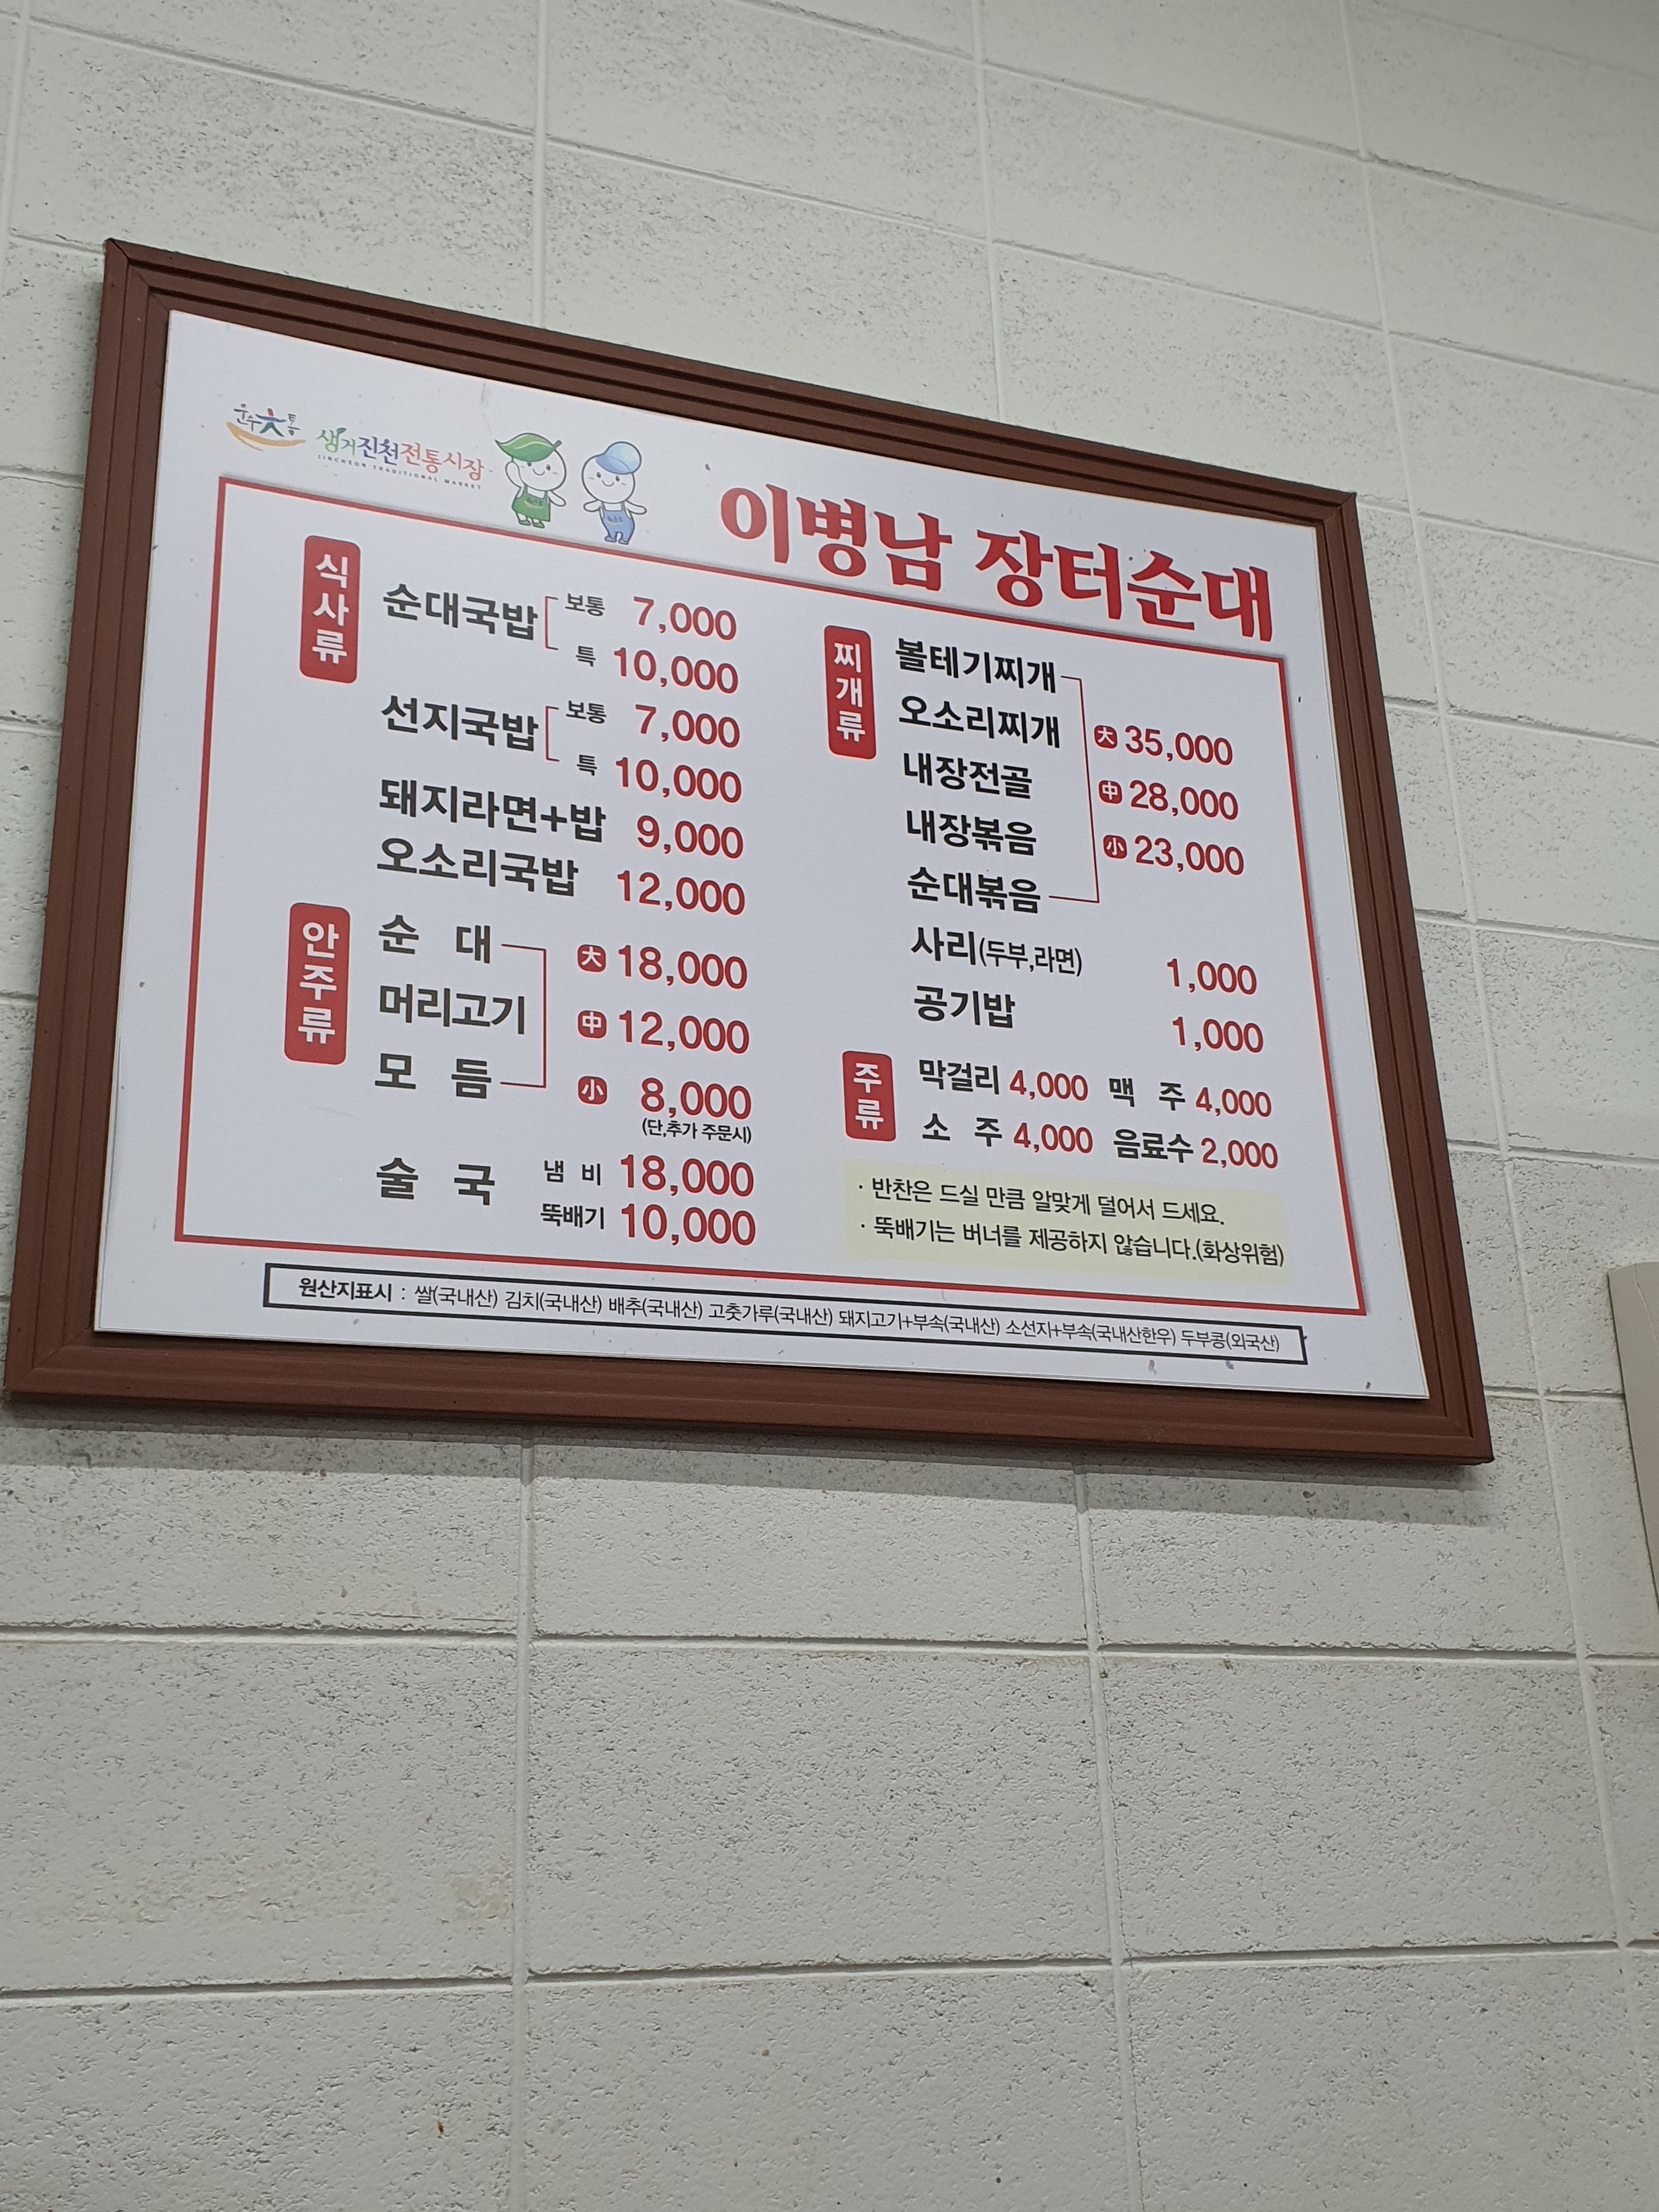 생거진천전통시장
JINCHEON TRADITIONAL MARKET
이병남 장터순대
식사류
순대국밥 보통 7,000
특 10,000
선지국밥 보통 7,000
특 10,000
돼지라면+밥 9,000
오소리국밥 12,000
안주류
순 대 大 18,000
머리고기 中 12,000
모 듬 小 8,000
(단,추가 주문시)
술 국 냄 비 18,000
뚝배기 10,000
찌개류
볼테기찌개
오소리찌개 大 35,000
내장전골 中 28,000
내장볶음 小 23,000
순대볶음
사리(두부,라면) 1,000
공기밥 1,000
주류
막걸리 4,000 맥 주 4,000
소 주 4,000 음료수 2,000
· 반찬은 드실 만큼 알맞게 덜어서 드세요.
· 뚝배기는 버너를 제공하지 않습니다.(화상위험)
원산지표시 : 쌀(국내산) 김치(국내산) 배추(국내산) 고춧가루(국내산) 돼지고기+부속(국내산) 소선지+부속(국내산한우) 두부콩(외국산)